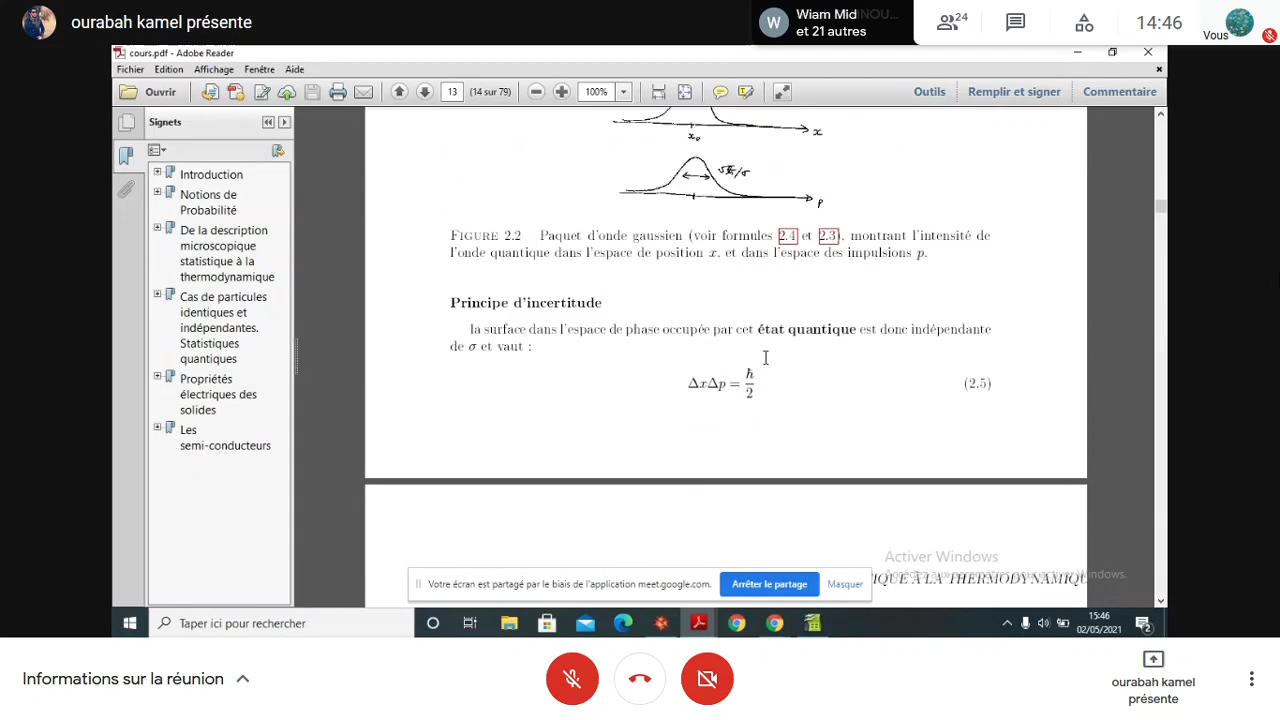 ourabah kamel présente
W
Wiam Mid
et 21 autres
24
14:46
Vous
cours.pdf - Adobe Reader
Fichier Edition Affichage Fenêtre Aide
Ouvrir
13
(14 sur 79)
100%
Outils
Remplir et signer
Commentaire
Signets
Introduction
Notions de
Probabilité
De la description
microscopique
statistique à la
thermodynamique
Cas de particules
identiques et
indépendantes.
Statistiques
quantiques
Propriétés
électriques des
solides
Les
semi-conducteurs
x₀
x
p
FIGURE 2.2 Paquet d'onde gaussien (voir formules 2.4 et 2.3), montrant l'intensité de
l'onde quantique dans l'espace de position x, et dans l'espace des impulsions p.
Principe d'incertitude
la surface dans l'espace de phase occupée par cet état quantique est donc indépendante
de σ et vaut :
ΔxΔp = ℏ/2 (2.5)
Activer Windows
Votre écran est partagé par le biais de l'application meet.google.com.
Arrêter le partage
Masquer
IQUE A LA THERMODYNAMIQU
Taper ici pour rechercher
15:46
02/05/2021
2
Informations sur la réunion
ourabah kamel
présente